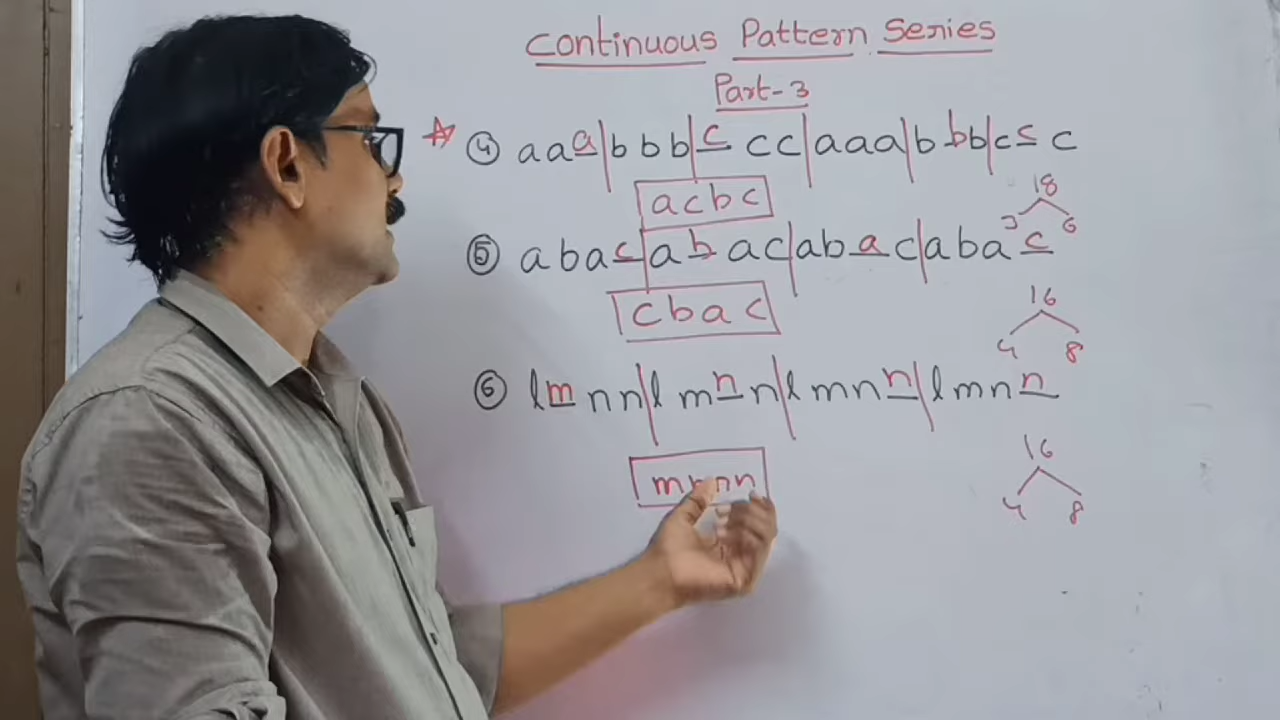 Continuous Pattern Series
Part-3
④ aaa|bbb|ccc|aaa|bbb|ccc
acbc
18
3 6
⑤ abac|abac|abac|abac
cbac
16
4 8
⑥ lmnn|lmnn|lmnn|lmnn
mnnn
16
4 8